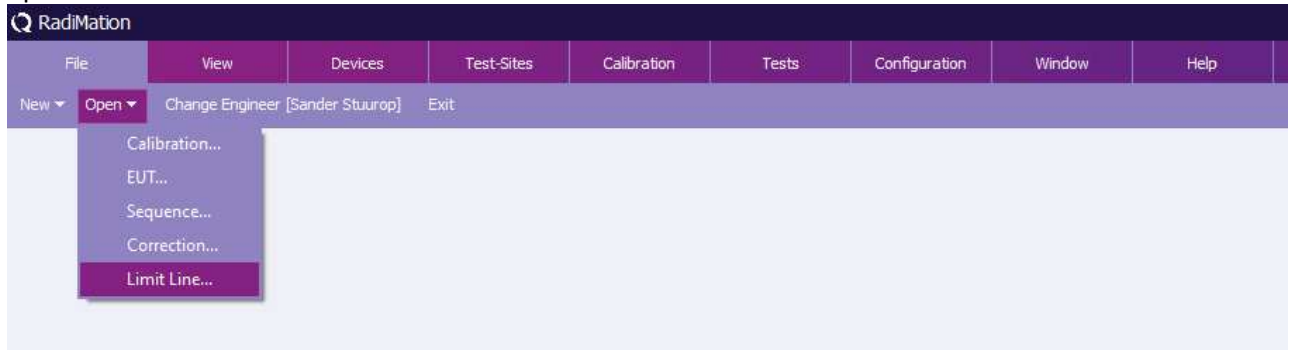 RadiMation
File View Devices Test-Sites Calibration Tests Configuration Window Help
New Open Change Engineer [Sander Stuurop] Exit
Calibration...
EUT...
Sequence...
Correction...
Limit Line...